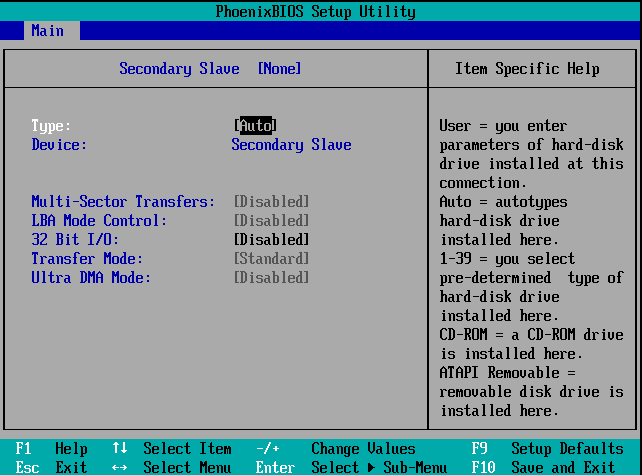 PhoenixBIOS Setup Utility
Main
Secondary Slave [None]
Item Specific Help
Type: [Auto]
Device: Secondary Slave
Multi-Sector Transfers: [Disabled]
LBA Mode Control: [Disabled]
32 Bit I/O: [Disabled]
Transfer Mode: [Standard]
Ultra DMA Mode: [Disabled]
User = you enter
parameters of hard-disk
drive installed at this
connection.
Auto = autotypes
hard-disk drive
installed here.
1-39 = you select
pre-determined type of
hard-disk drive
installed here.
CD-ROM = a CD-ROM drive
is installed here.
ATAPI Removable =
removable disk drive is
installed here.
F1 Help ↑↓ Select Item -/+ Change Values F9 Setup Defaults
Esc Exit ↔ Select Menu Enter Select ▶ Sub-Menu F10 Save and Exit